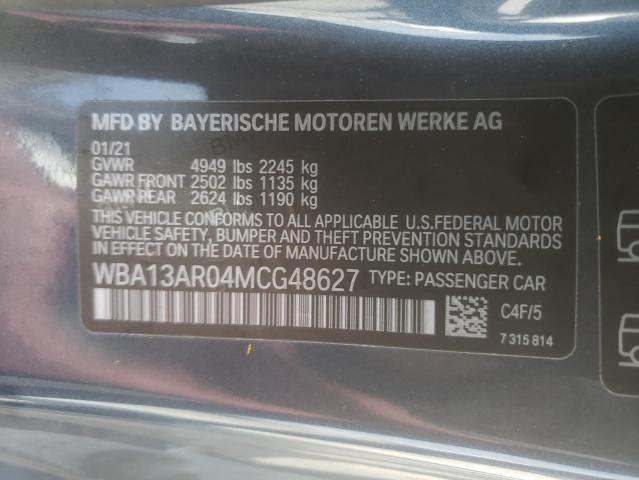 MFD BY BAYERISCHE MOTOREN WERKE AG
01/21
GVWR 4949 lbs 2245 kg
GAWR FRONT 2502 lbs 1135 kg
GAWR REAR 2624 lbs 1190 kg
THIS VEHICLE CONFORMS TO ALL APPLICABLE U.S.FEDERAL MOTOR
VEHICLE SAFETY, BUMPER, AND THEFT PREVENTION STANDARDS
IN EFFECT ON THE DATE OF MANUFACTURE SHOWN ABOVE.
WBA13AR04MCG48627 TYPE: PASSENGER CAR
C4F/5
7 315 814